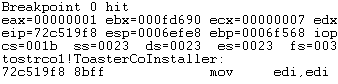 Breakpoint 0 hit
eax=00000001 ebx=000fd690 ecx=00000007 edx
eip=72c519f8 esp=0006efe8 ebp=0006f568 iop
cs=001b  ss=0023  ds=0023  es=0023  fs=003
tostrco1!ToasterCoInstaller:
72c519f8 8bff            mov     edi,edi